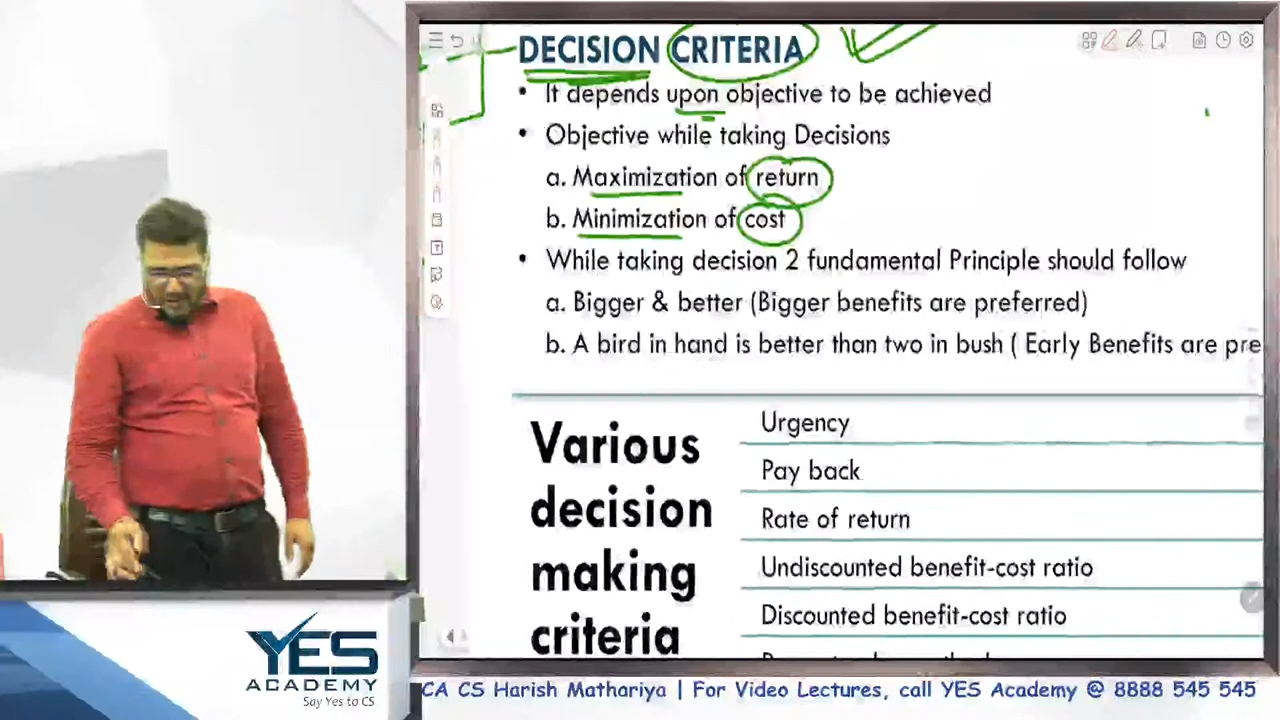 DECISION CRITERIA
• It depends upon objective to be achieved
• Objective while taking Decisions
a. Maximization of return
b. Minimization of cost
• While taking decision 2 fundamental Principle should follow
a. Bigger & better (Bigger benefits are preferred)
b. A bird in hand is better than two in bush ( Early Benefits are pre
Various
decision
making
criteria
Urgency
Pay back
Rate of return
Undiscounted benefit-cost ratio
Discounted benefit-cost ratio
YES
ACADEMY
Say Yes to CS
CA CS Harish Mathariya | For Video Lectures, call YES Academy @ 8888 545 545